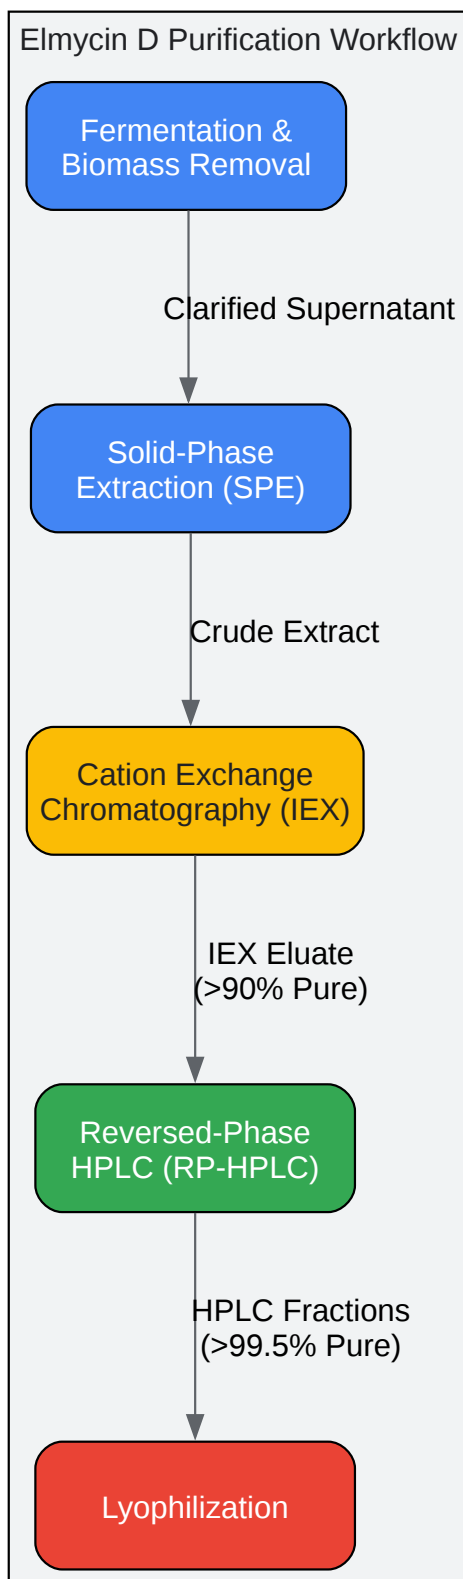 Elmycin D Purification Workflow
Fermentation &
Biomass Removal
Clarified Supernatant
Solid-Phase
Extraction (SPE)
Crude Extract
Cation Exchange
Chromatography (IEX)
IEX Eluate
(>90% Pure)
Reversed-Phase
HPLC (RP-HPLC)
HPLC Fractions
(>99.5% Pure)
Lyophilization